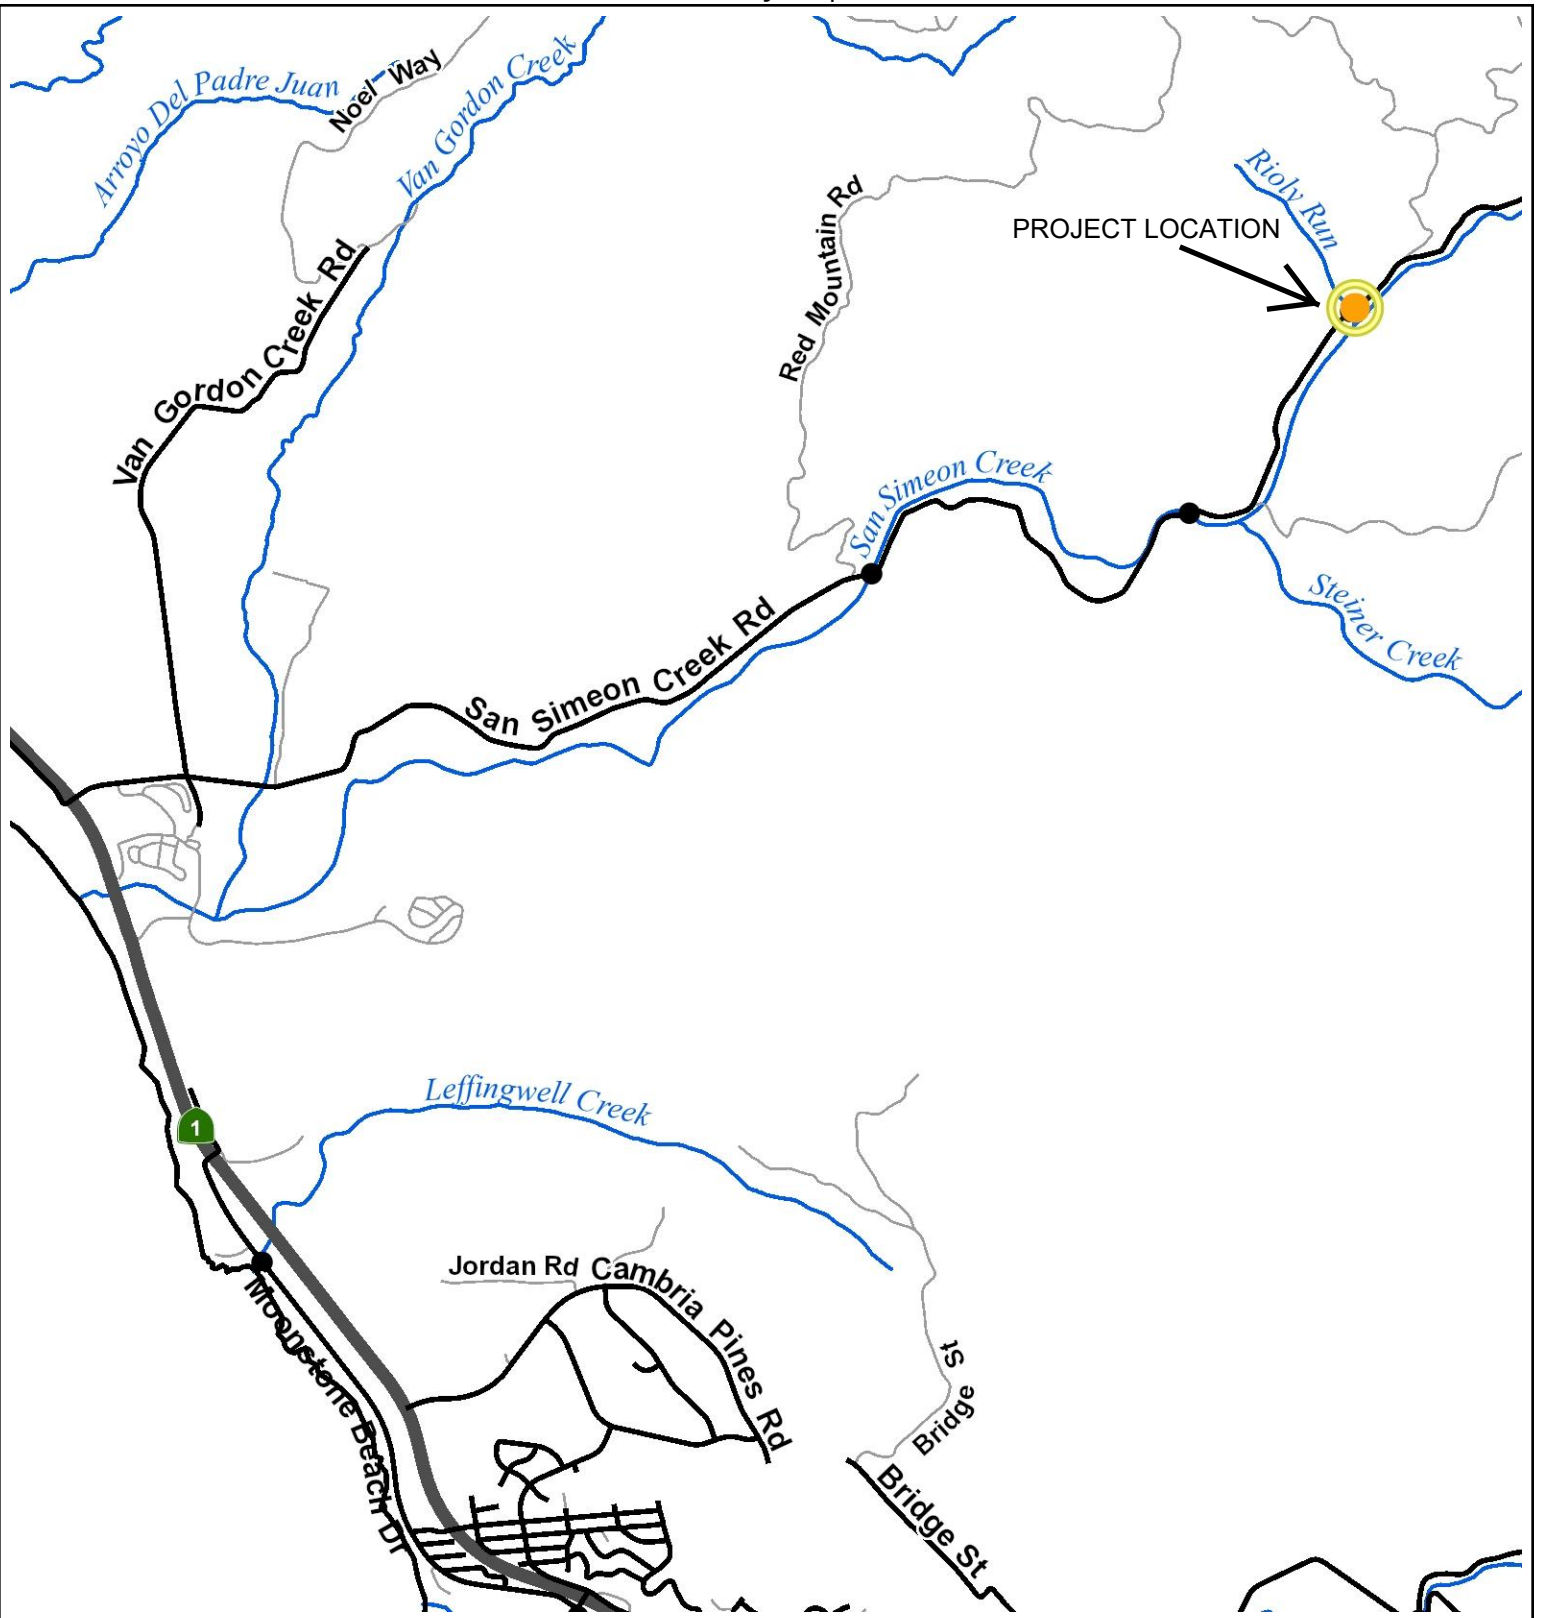 Arroyo Del Padre Juan
Noel Way
Van Gordon Creek
Rioly Run
PROJECT LOCATION
Red Mountain Rd
Van Gordon Creek Rd
San Simeon Creek
Steiner Creek
San Simeon Creek Rd
Leffingwell Creek
1
Jordan Rd
Cambria Pines Rd
Moonstone Beach Dr
Bridge St
Bridge St